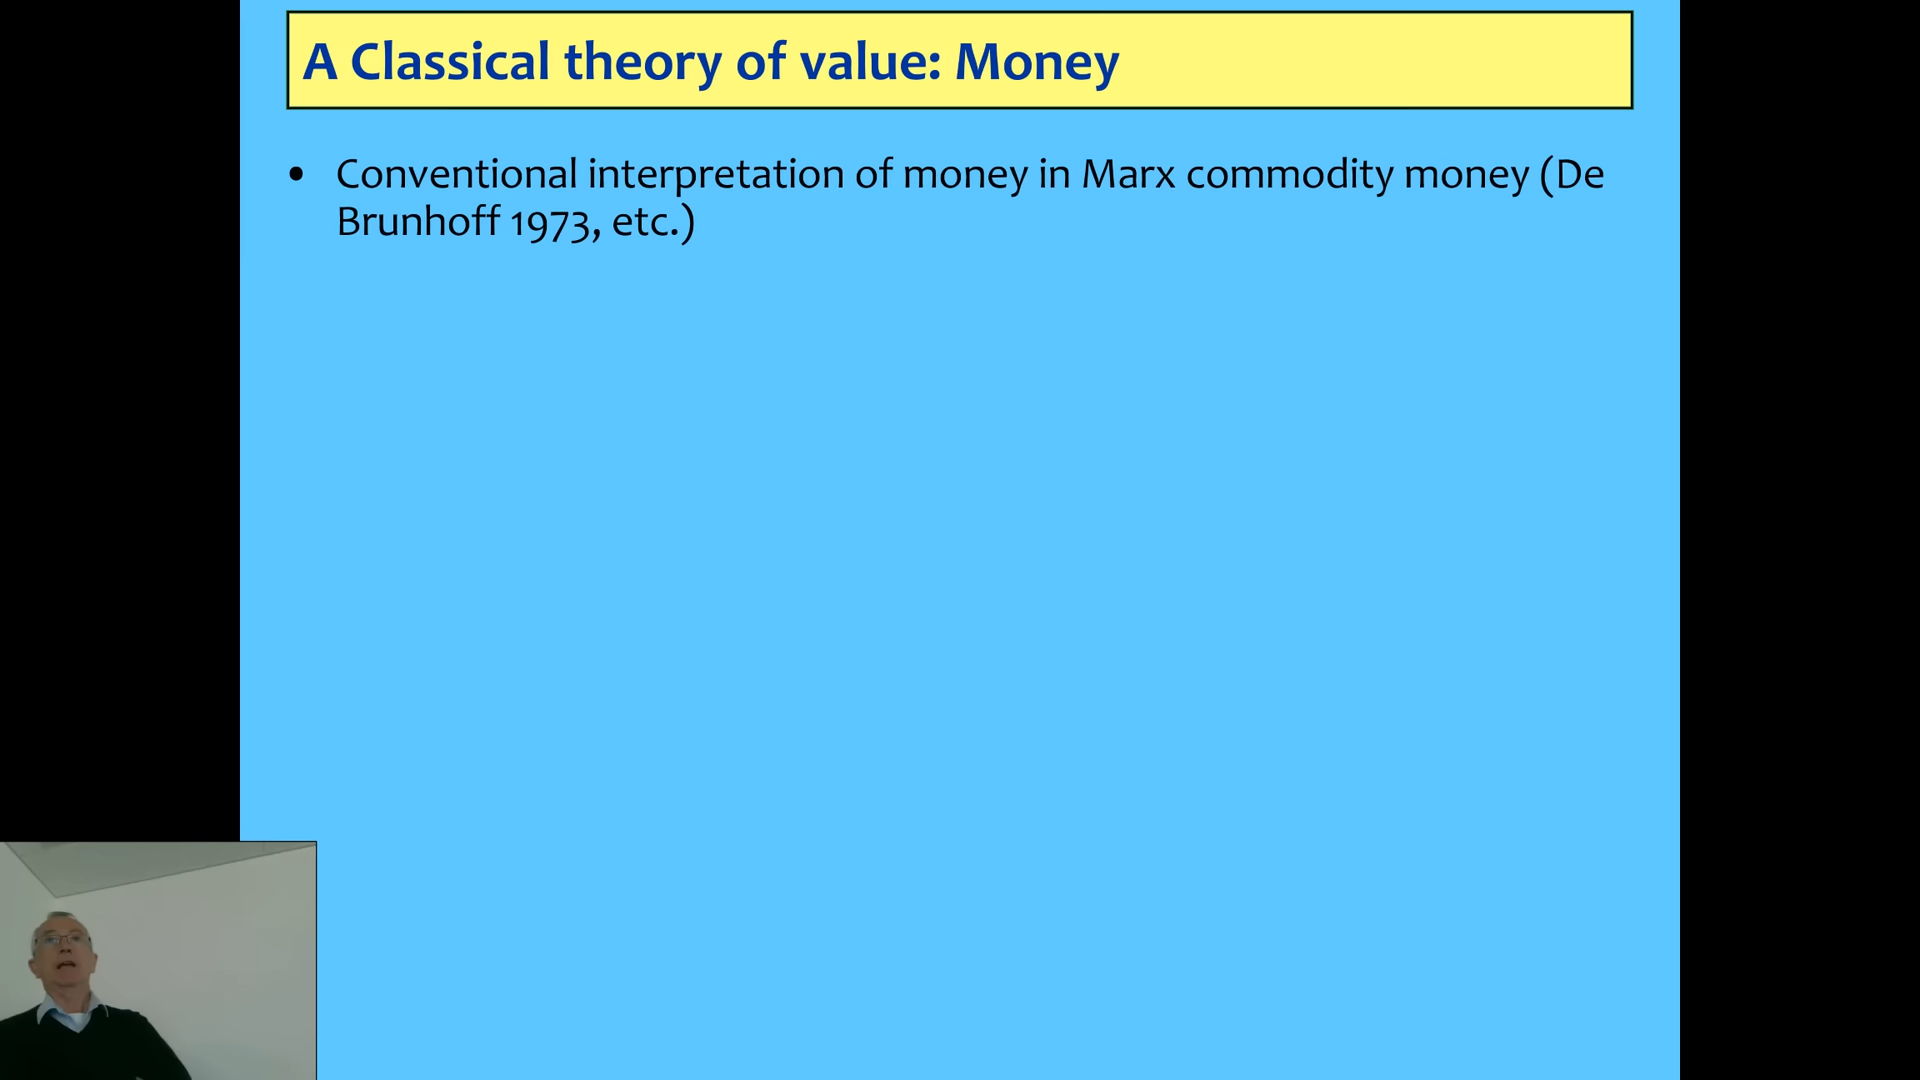 A Classical theory of value: Money
• Conventional interpretation of money in Marx commodity money (De
Brunhoff 1973, etc.)